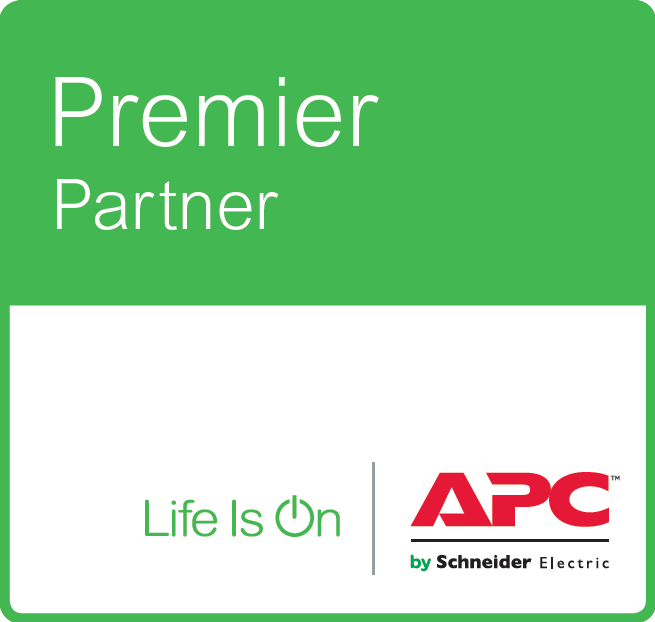 Premier
Partner
Life Is On
APC™
by Schneider Electric